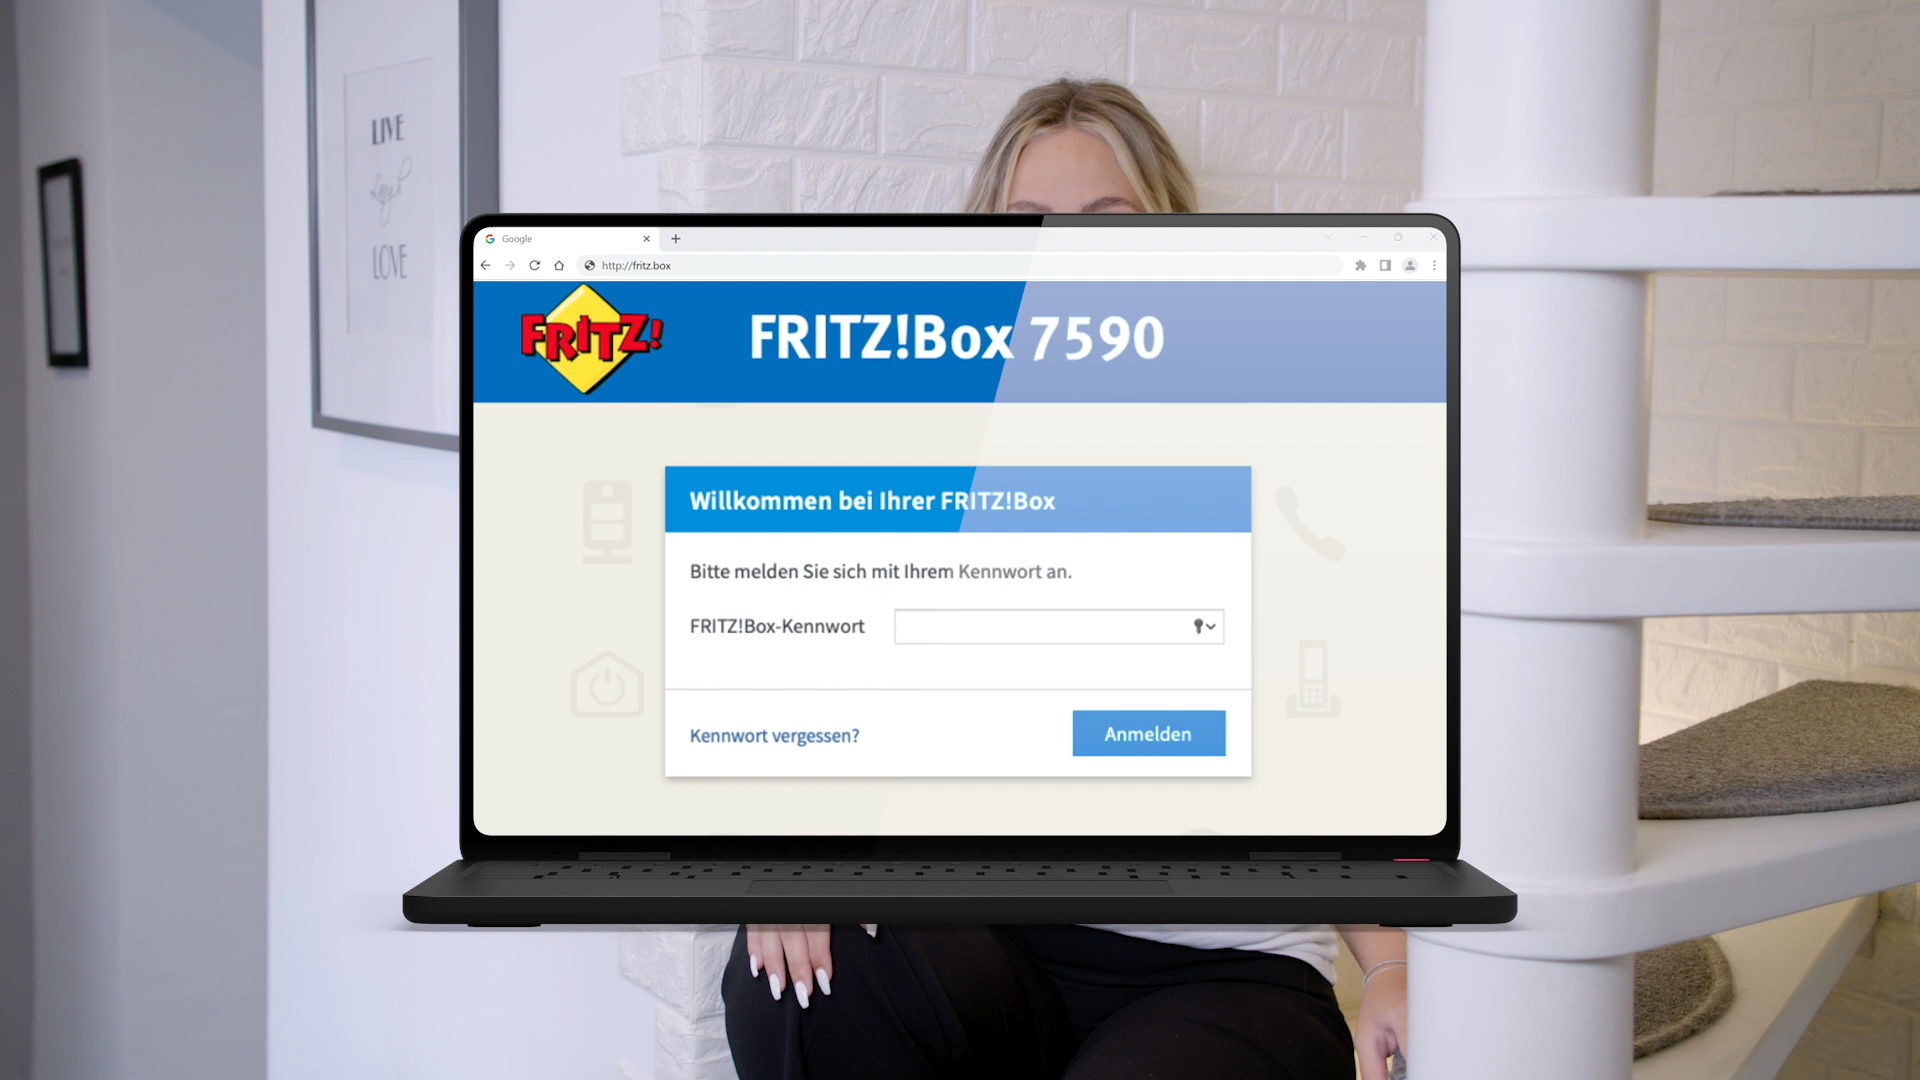 LIVE
Laugh
LOVE
Google
http://fritz.box
FRITZ!
FRITZ!Box 7590
Willkommen bei Ihrer FRITZ!Box
Bitte melden Sie sich mit Ihrem Kennwort an.
FRITZ!Box-Kennwort
Kennwort vergessen?
Anmelden